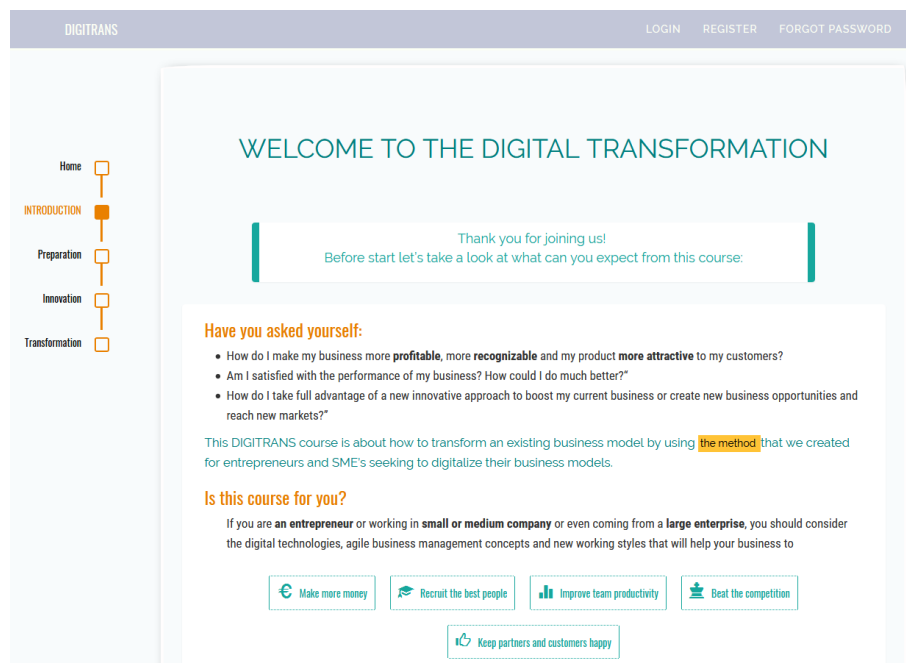 DIGITRANS
LOGIN REGISTER FORGOT PASSWORD
WELCOME TO THE DIGITAL TRANSFORMATION
Home
INTRODUCTION
Preparation
Innovation
Transformation
Thank you for joining us!
Before start let's take a look at what can you expect from this course:
Have you asked yourself:
• How do I make my business more profitable, more recognizable and my product more attractive to my customers?
• Am I satisfied with the performance of my business? How could I do much better?"
• How do I take full advantage of a new innovative approach to boost my current business or create new business opportunities and
reach new markets?"
This DIGITRANS course is about how to transform an existing business model by using the method that we created
for entrepreneurs and SME's seeking to digitalize their business models.
Is this course for you?
If you are an entrepreneur or working in small or medium company or even coming from a large enterprise, you should consider
the digital technologies, agile business management concepts and new working styles that will help your business to
Make more money
Recruit the best people
Improve team productivity
Beat the competition
Keep partners and customers happy